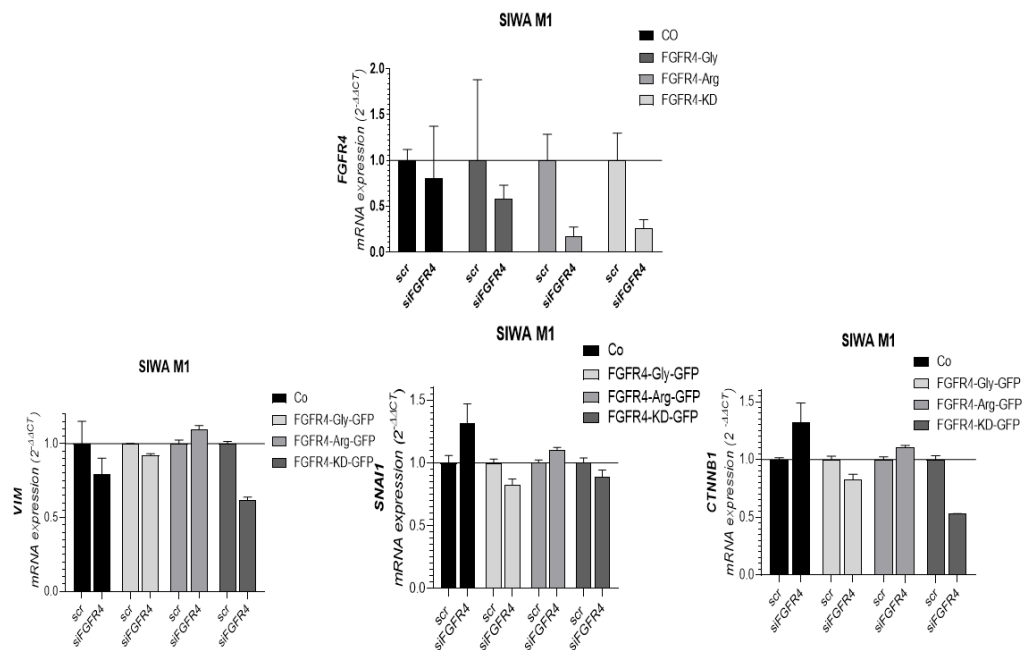 SIWA M1
CO
FGFR4-Gly
FGFR4-Arg
FGFR4-KD
FGFR4
mRNA expression (2^-ΔΔCT)
2.0
1.5
1.0
0.5
0.0
scr
siFGFR4
scr
siFGFR4
scr
siFGFR4
scr
siFGFR4
SIWA M1
Co
FGFR4-Gly-GFP
FGFR4-Arg-GFP
FGFR4-KD-GFP
VIM
mRNA expression (2^-ΔΔCT)
1.0
0.5
0.0
scr
siFGFR4
scr
siFGFR4
scr
siFGFR4
scr
siFGFR4
SIWA M1
Co
FGFR4-Gly-GFP
FGFR4-Arg-GFP
FGFR4-KD-GFP
SNAI1
mRNA expression (2^-ΔΔCT)
1.5
1.0
0.5
0.0
scr
siFGFR4
scr
siFGFR4
scr
siFGFR4
scr
siFGFR4
SIWA M1
Co
FGFR4-Gly-GFP
FGFR4-Arg-GFP
FGFR4-KD-GFP
CTNNB1
mRNA expression (2^-ΔΔCT)
1.5
1.0
0.5
0.0
scr
siFGFR4
scr
siFGFR4
scr
siFGFR4
scr
siFGFR4